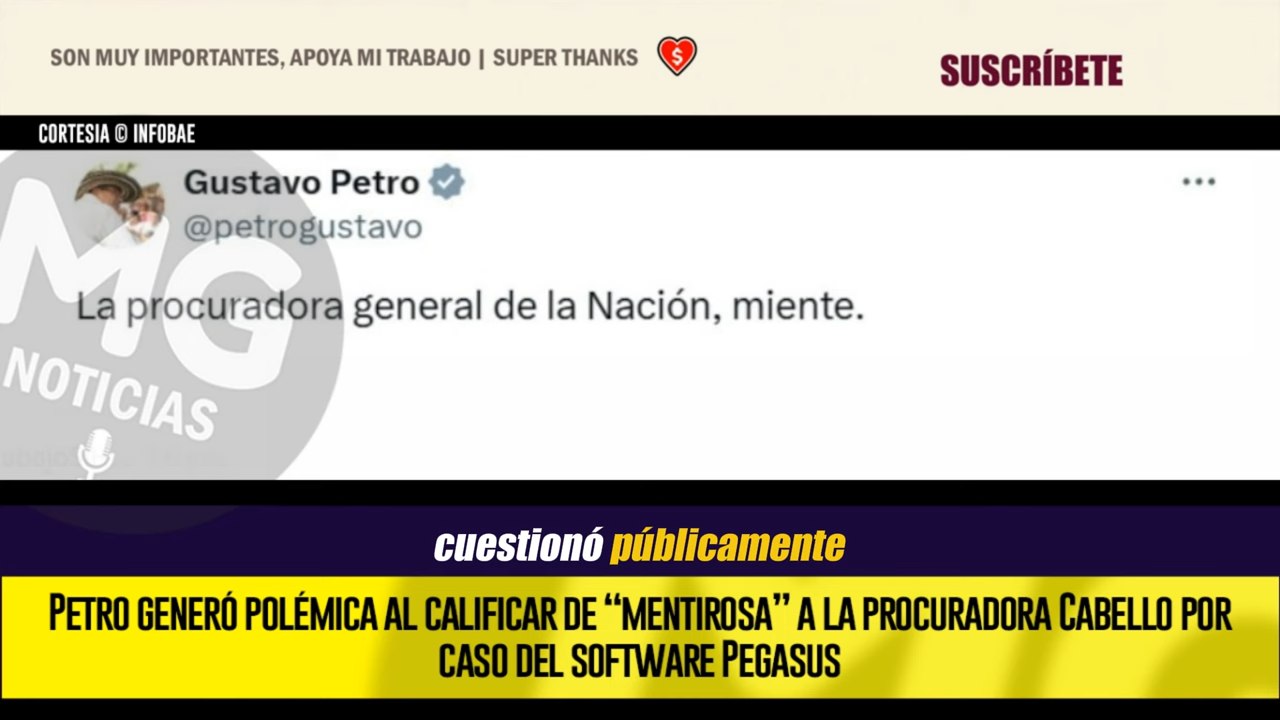 SON MUY IMPORTANTES, APOYA MI TRABAJO | SUPER THANKS
SUSCRÍBETE
CORTESIA © INFOBAE
Gustavo Petro
@petrogustavo
La procuradora general de la Nación, miente.
MG
NOTICIAS
cuestionó públicamente
PETRO GENERÓ POLÉMICA AL CALIFICAR DE “MENTIROSA” A LA PROCURADORA CABELLO POR
CASO DEL SOFTWARE PEGASUS